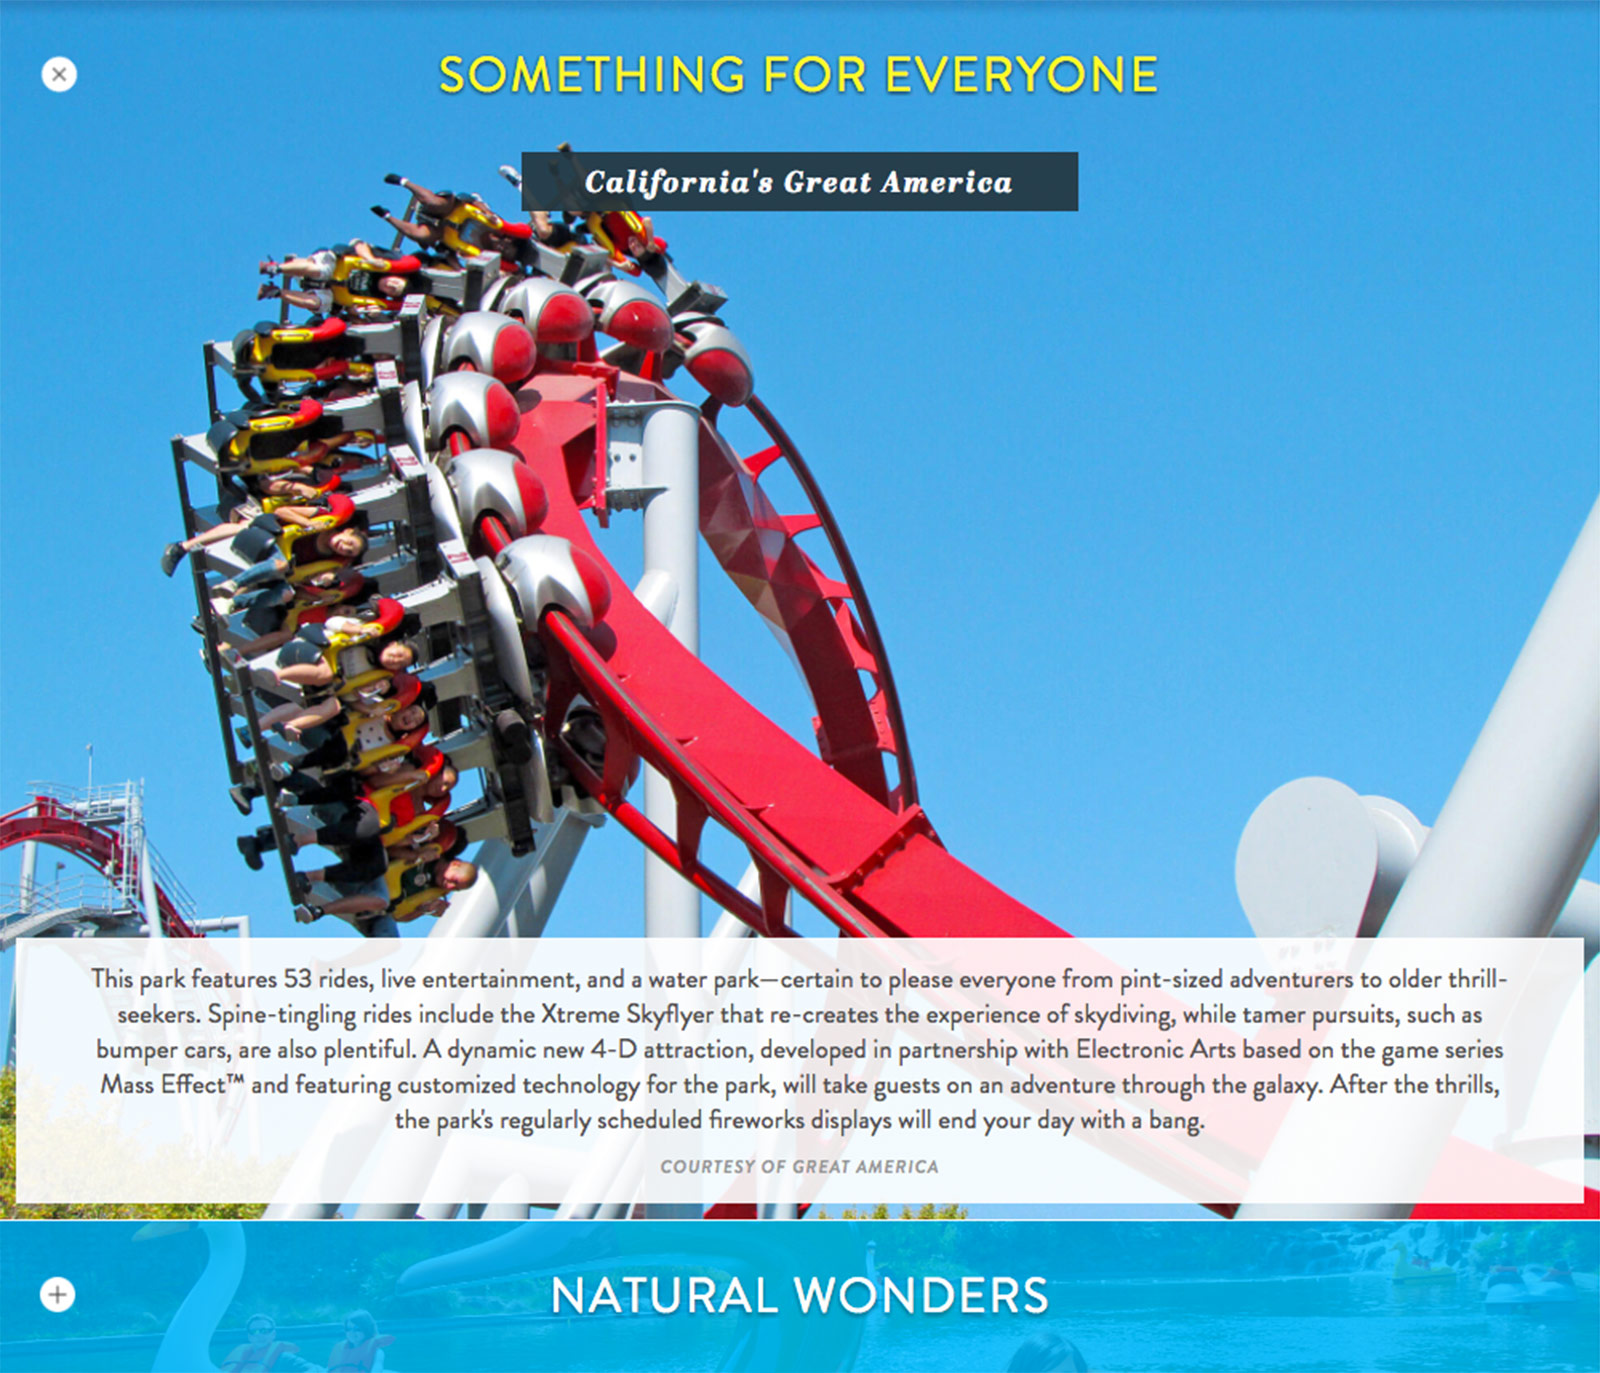 SOMETHING FOR EVERYONE
California's Great America
This park features 53 rides, live entertainment, and a water park—certain to please everyone from pint-sized adventurers to older thrill-
seekers. Spine-tingling rides include the Xtreme Skyflyer that re-creates the experience of skydiving, while tamer pursuits, such as
bumper cars, are also plentiful. A dynamic new 4-D attraction, developed in partnership with Electronic Arts based on the game series
Mass Effect™ and featuring customized technology for the park, will take guests on an adventure through the galaxy. After the thrills,
the park's regularly scheduled fireworks displays will end your day with a bang.
COURTESY OF GREAT AMERICA
NATURAL WONDERS